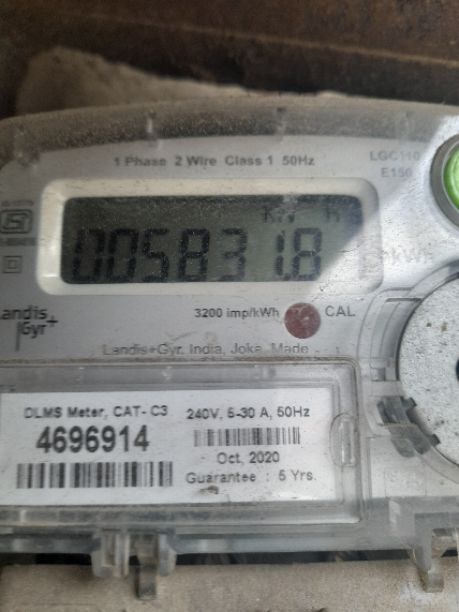 1 Phase 2 Wire Class 1 50Hz
LGC110
E150
KW h
005831.8
kWh
3200 imp/kWh
CAL
Landis+
Gyr
Landis+Gyr, India, Joka, Made
DLMS Meter, CAT- C3
240V, 5-30 A, 50Hz
4696914
Oct, 2020
Guarantee : 5 Yrs.